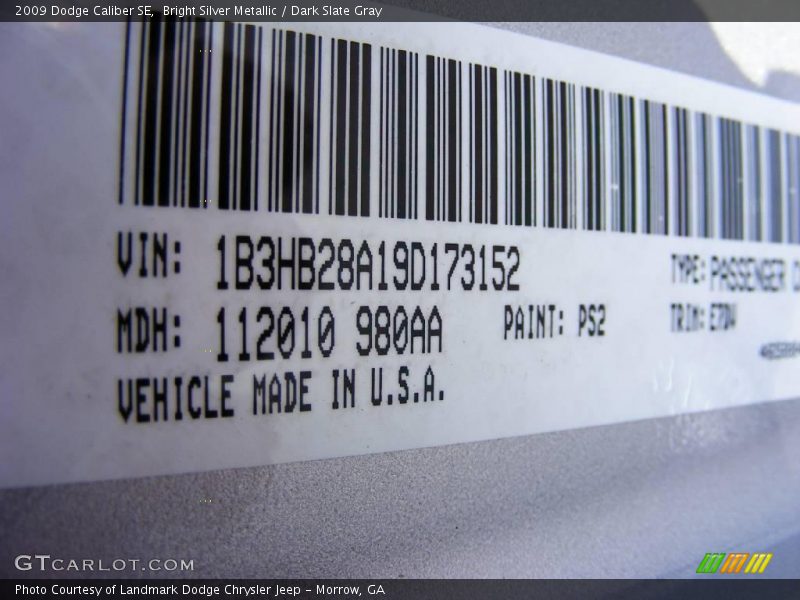 2009 Dodge Caliber SE, Bright Silver Metallic / Dark Slate Gray
VIN: 1B3HB28A19D173152 TYPE: PASSENGER
MDH: 112010 980AA PAINT: PS2 TRIM: E7D4
VEHICLE MADE IN U.S.A.
GTCARLOT.COM
Photo Courtesy of Landmark Dodge Chrysler Jeep - Morrow, GA